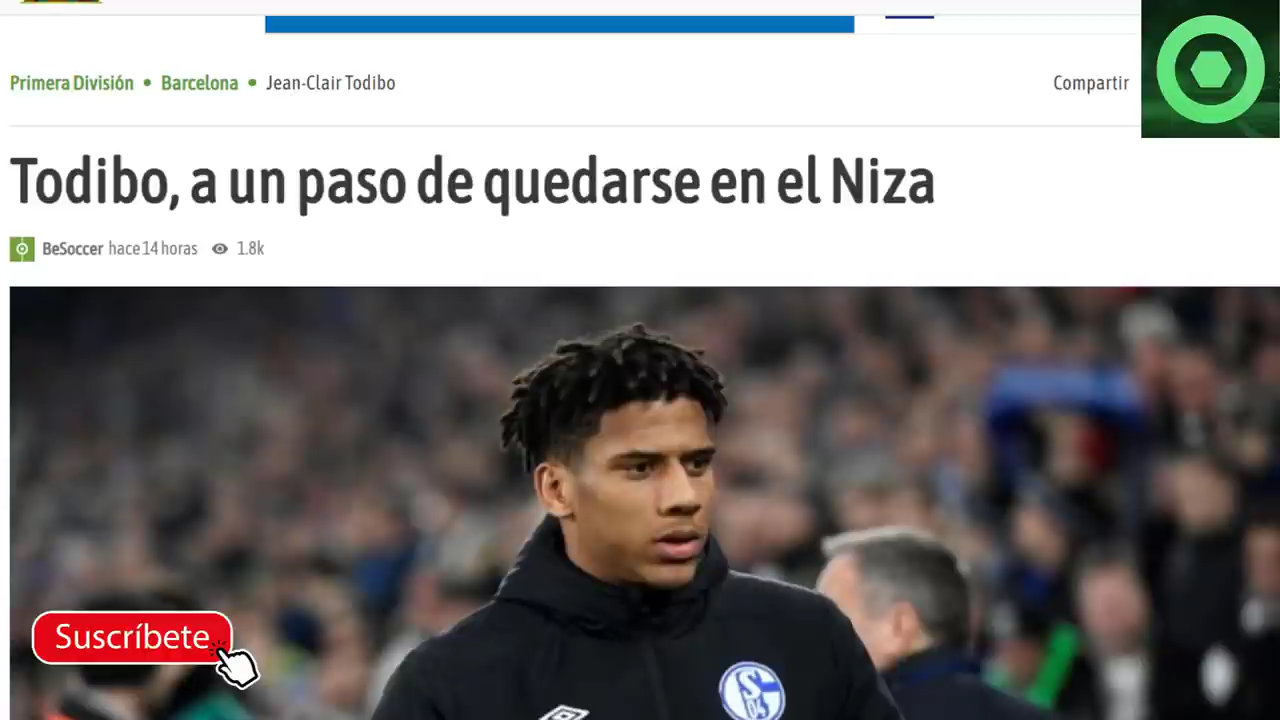 Primera División • Barcelona • Jean-Clair Todibo
Compartir
Todibo, a un paso de quedarse en el Niza
BeSoccer hace 14 horas 1.8k
Suscríbete
S 04